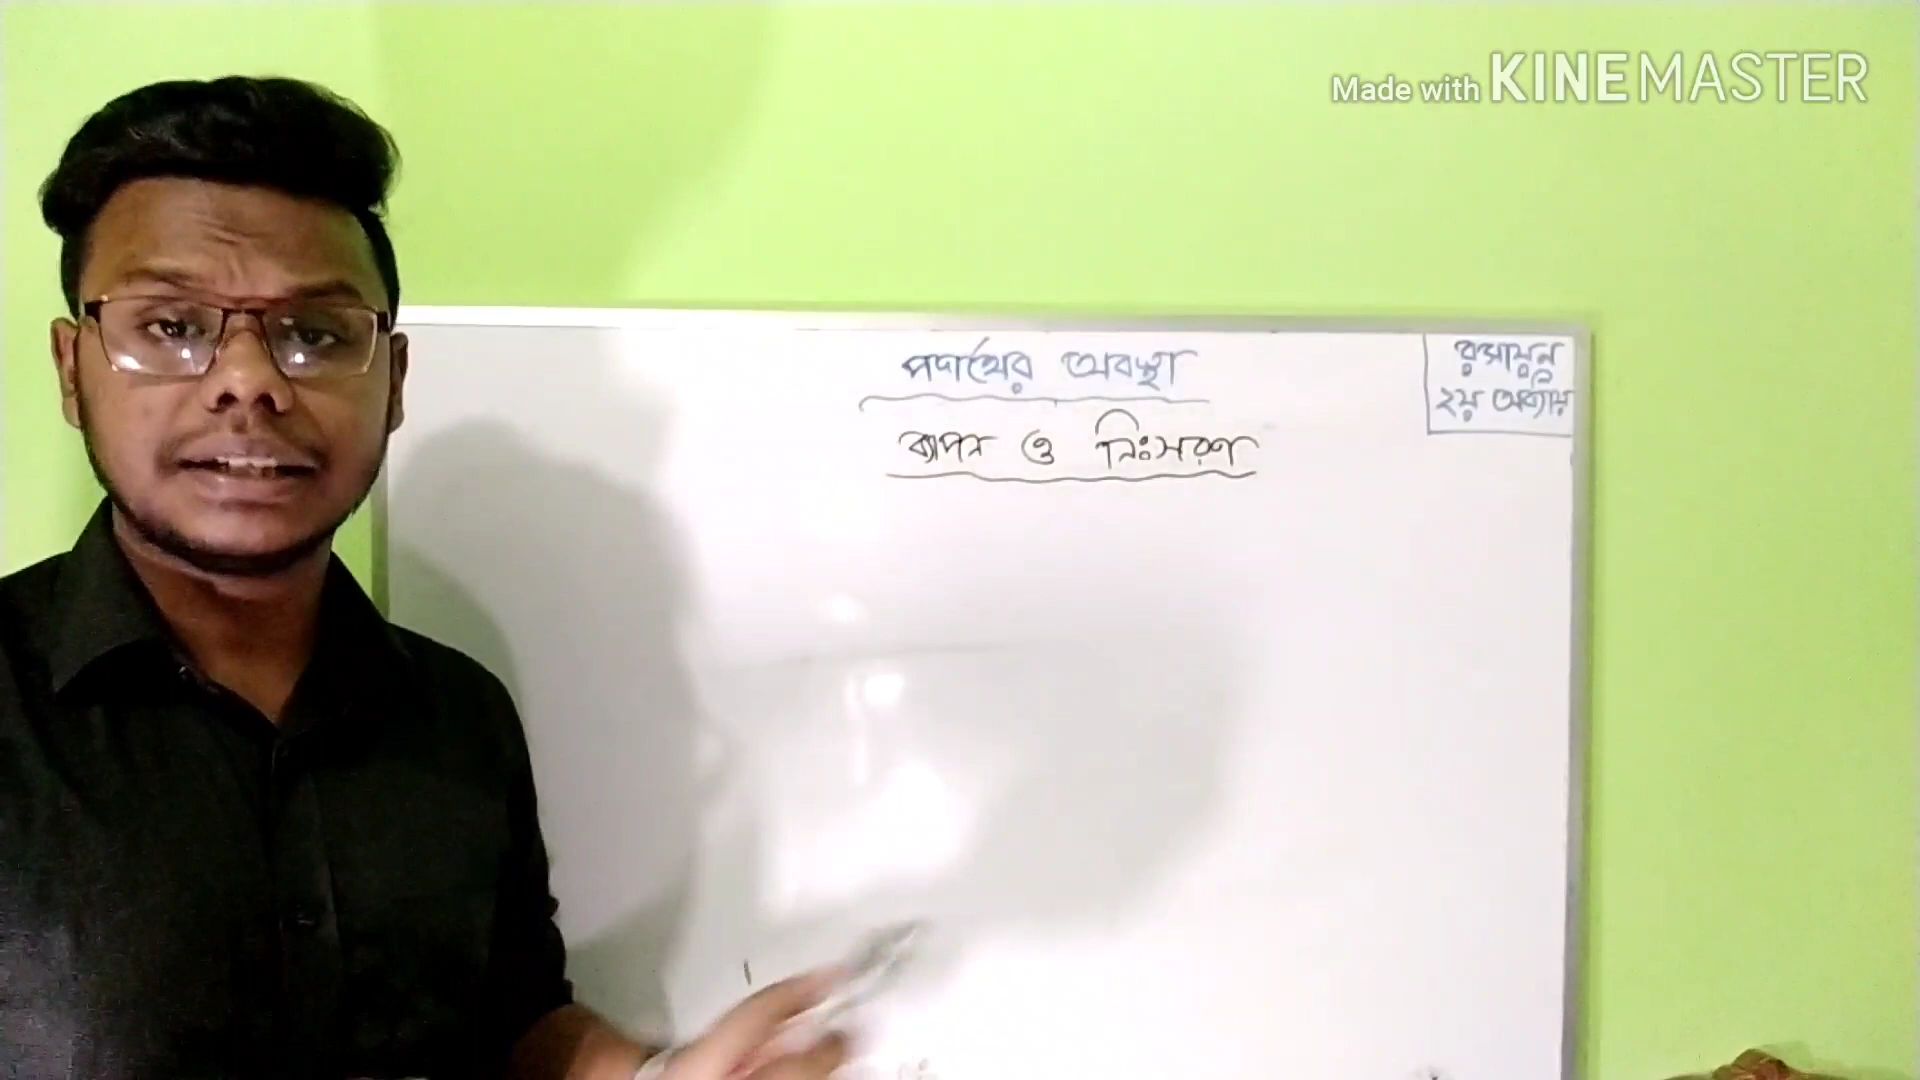 Made with KINEMASTER
পদার্থের অবস্থা
ব্যাপন ও নিঃসরণ
রসায়ন
২য় অধ্যায়